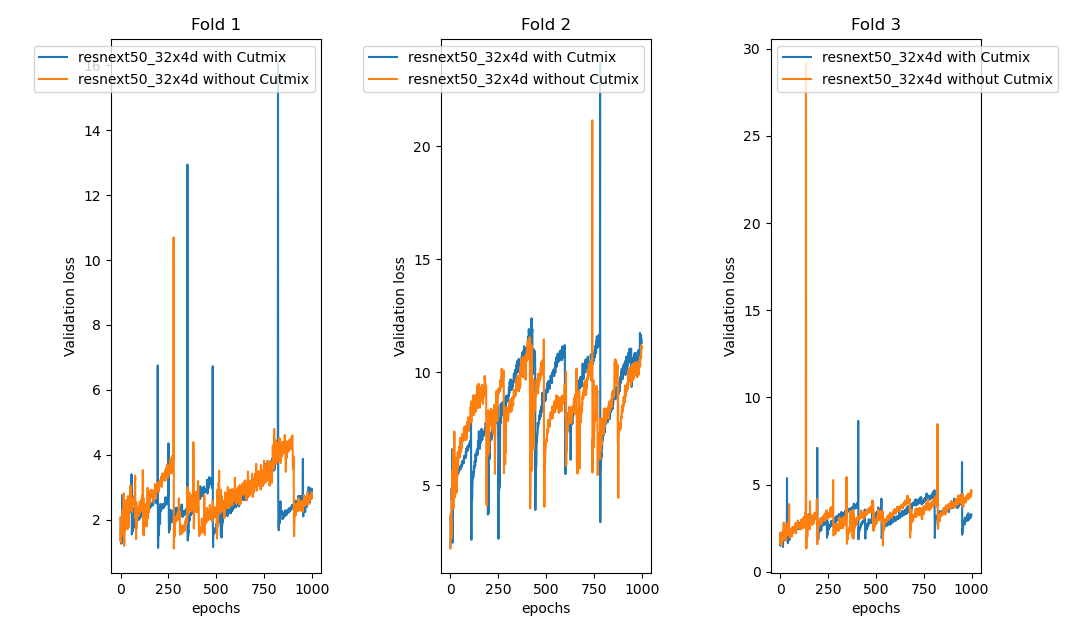 Fold 1
resnext50_32x4d with Cutmix
resnext50_32x4d without Cutmix
16
14
12
10
8
6
4
2
Validation loss
0
250
500
750
1000
epochs
Fold 2
resnext50_32x4d with Cutmix
resnext50_32x4d without Cutmix
20
15
10
5
Validation loss
0
250
500
750
1000
epochs
Fold 3
resnext50_32x4d with Cutmix
resnext50_32x4d without Cutmix
30
25
20
15
10
5
0
Validation loss
0
250
500
750
1000
epochs